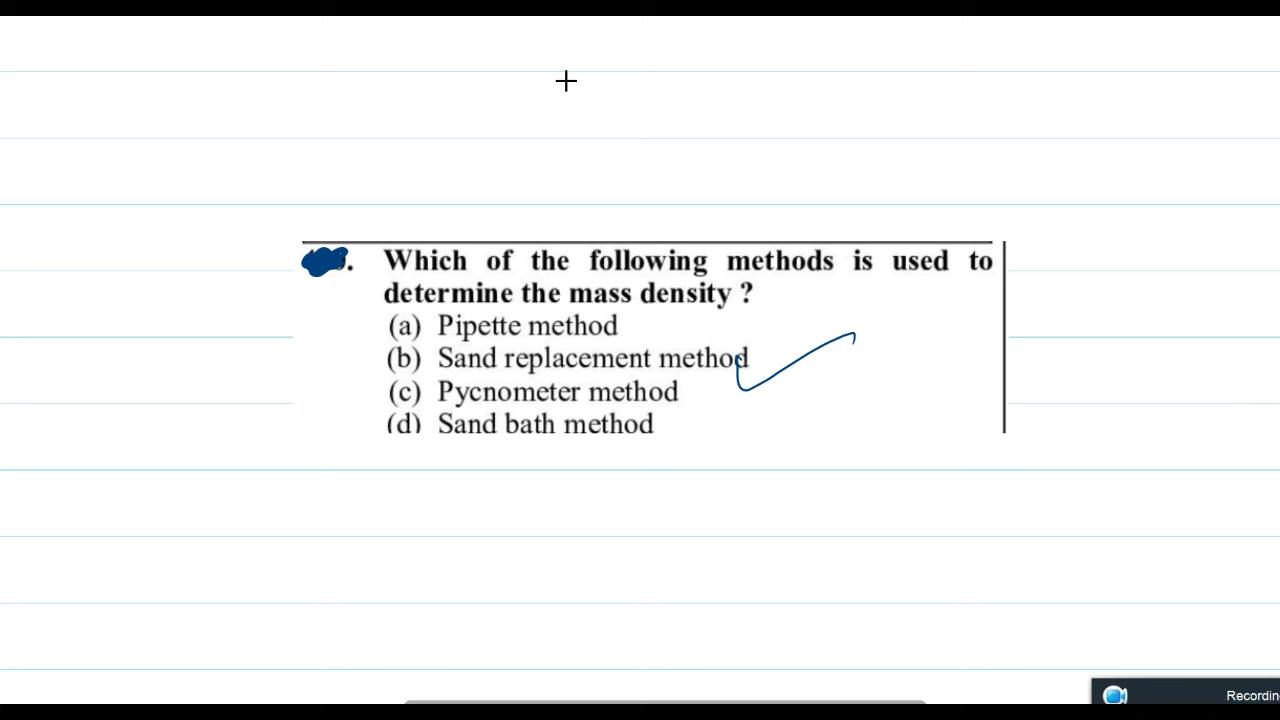 Which of the following methods is used to
determine the mass density ?
(a) Pipette method
(b) Sand replacement method
(c) Pycnometer method
(d) Sand bath method
Recordin